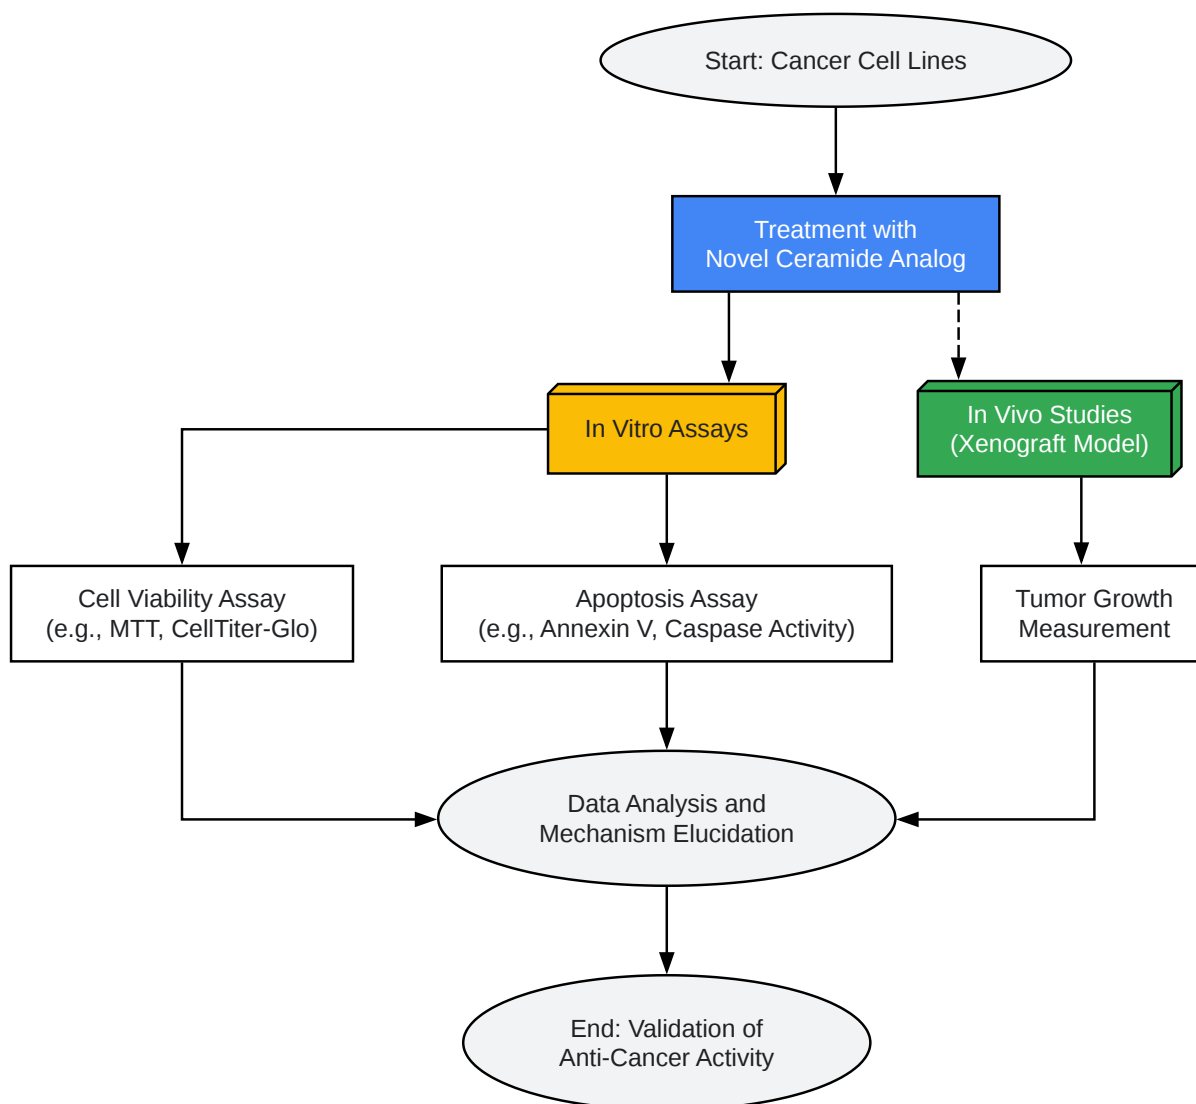 Start: Cancer Cell Lines
Treatment with
Novel Ceramide Analog
In Vitro Assays
In Vivo Studies
(Xenograft Model)
Cell Viability Assay
(e.g., MTT, CellTiter-Glo)
Apoptosis Assay
(e.g., Annexin V, Caspase Activity)
Tumor Growth
Measurement
Data Analysis and
Mechanism Elucidation
End: Validation of
Anti-Cancer Activity